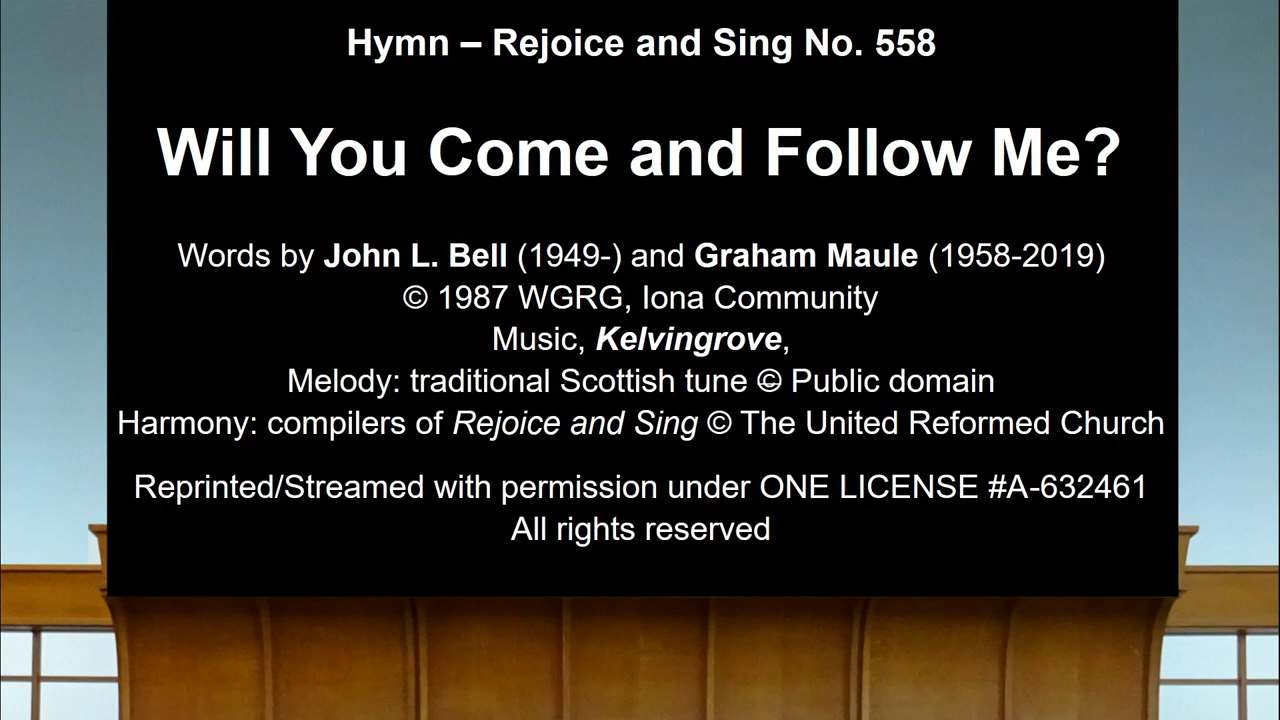 Hymn – Rejoice and Sing No. 558
Will You Come and Follow Me?
Words by John L. Bell (1949-) and Graham Maule (1958-2019)
© 1987 WGRG, Iona Community
Music, Kelvingrove,
Melody: traditional Scottish tune © Public domain
Harmony: compilers of Rejoice and Sing © The United Reformed Church
Reprinted/Streamed with permission under ONE LICENSE #A-632461
All rights reserved